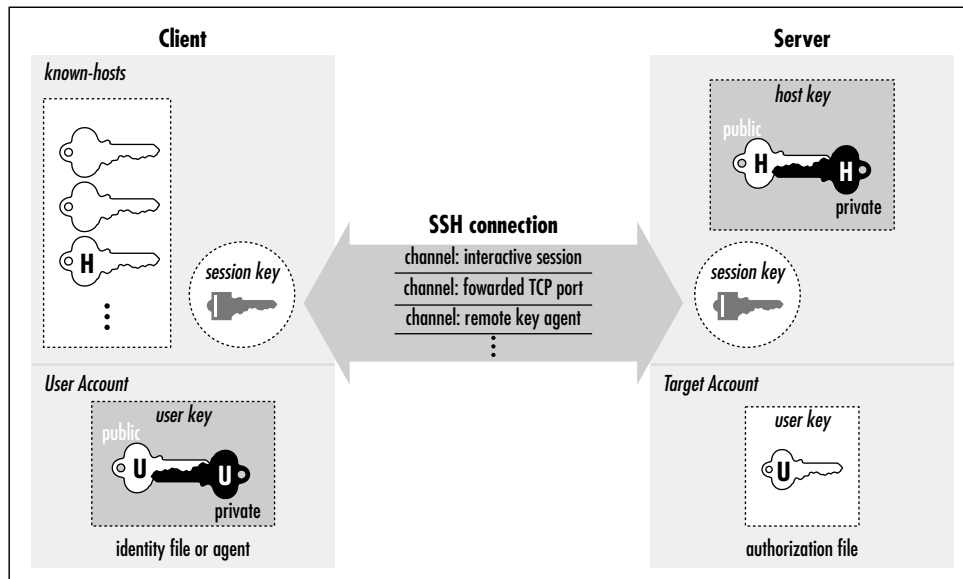 Client
known-hosts
H
session key
User Account
user key
public
U
U
private
identity file or agent
SSH connection
channel: interactive session
channel: fowarded TCP port
channel: remote key agent
Server
host key
public
H
H
private
session key
Target Account
user key
U
authorization file